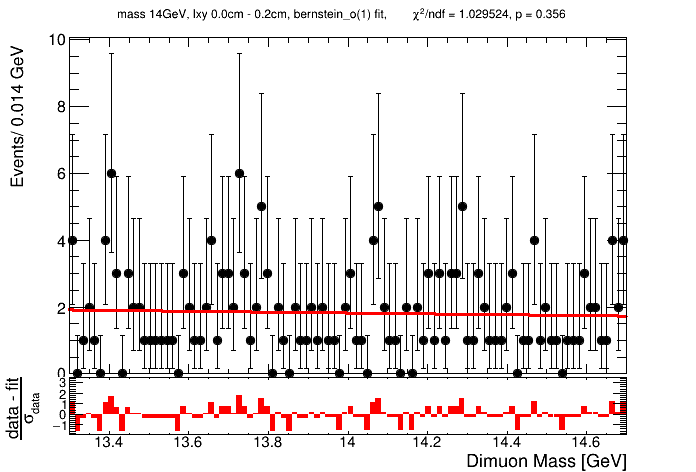 mass 14GeV, lxy 0.0cm - 0.2cm, bernstein_o(1) fit, χ²/ndf = 1.029524, p = 0.356
Events/ 0.014 GeV
10
8
6
4
2
0
data - fit
σdata
3
2
1
0
−1
13.4 13.6 13.8 14 14.2 14.4 14.6
Dimuon Mass [GeV]